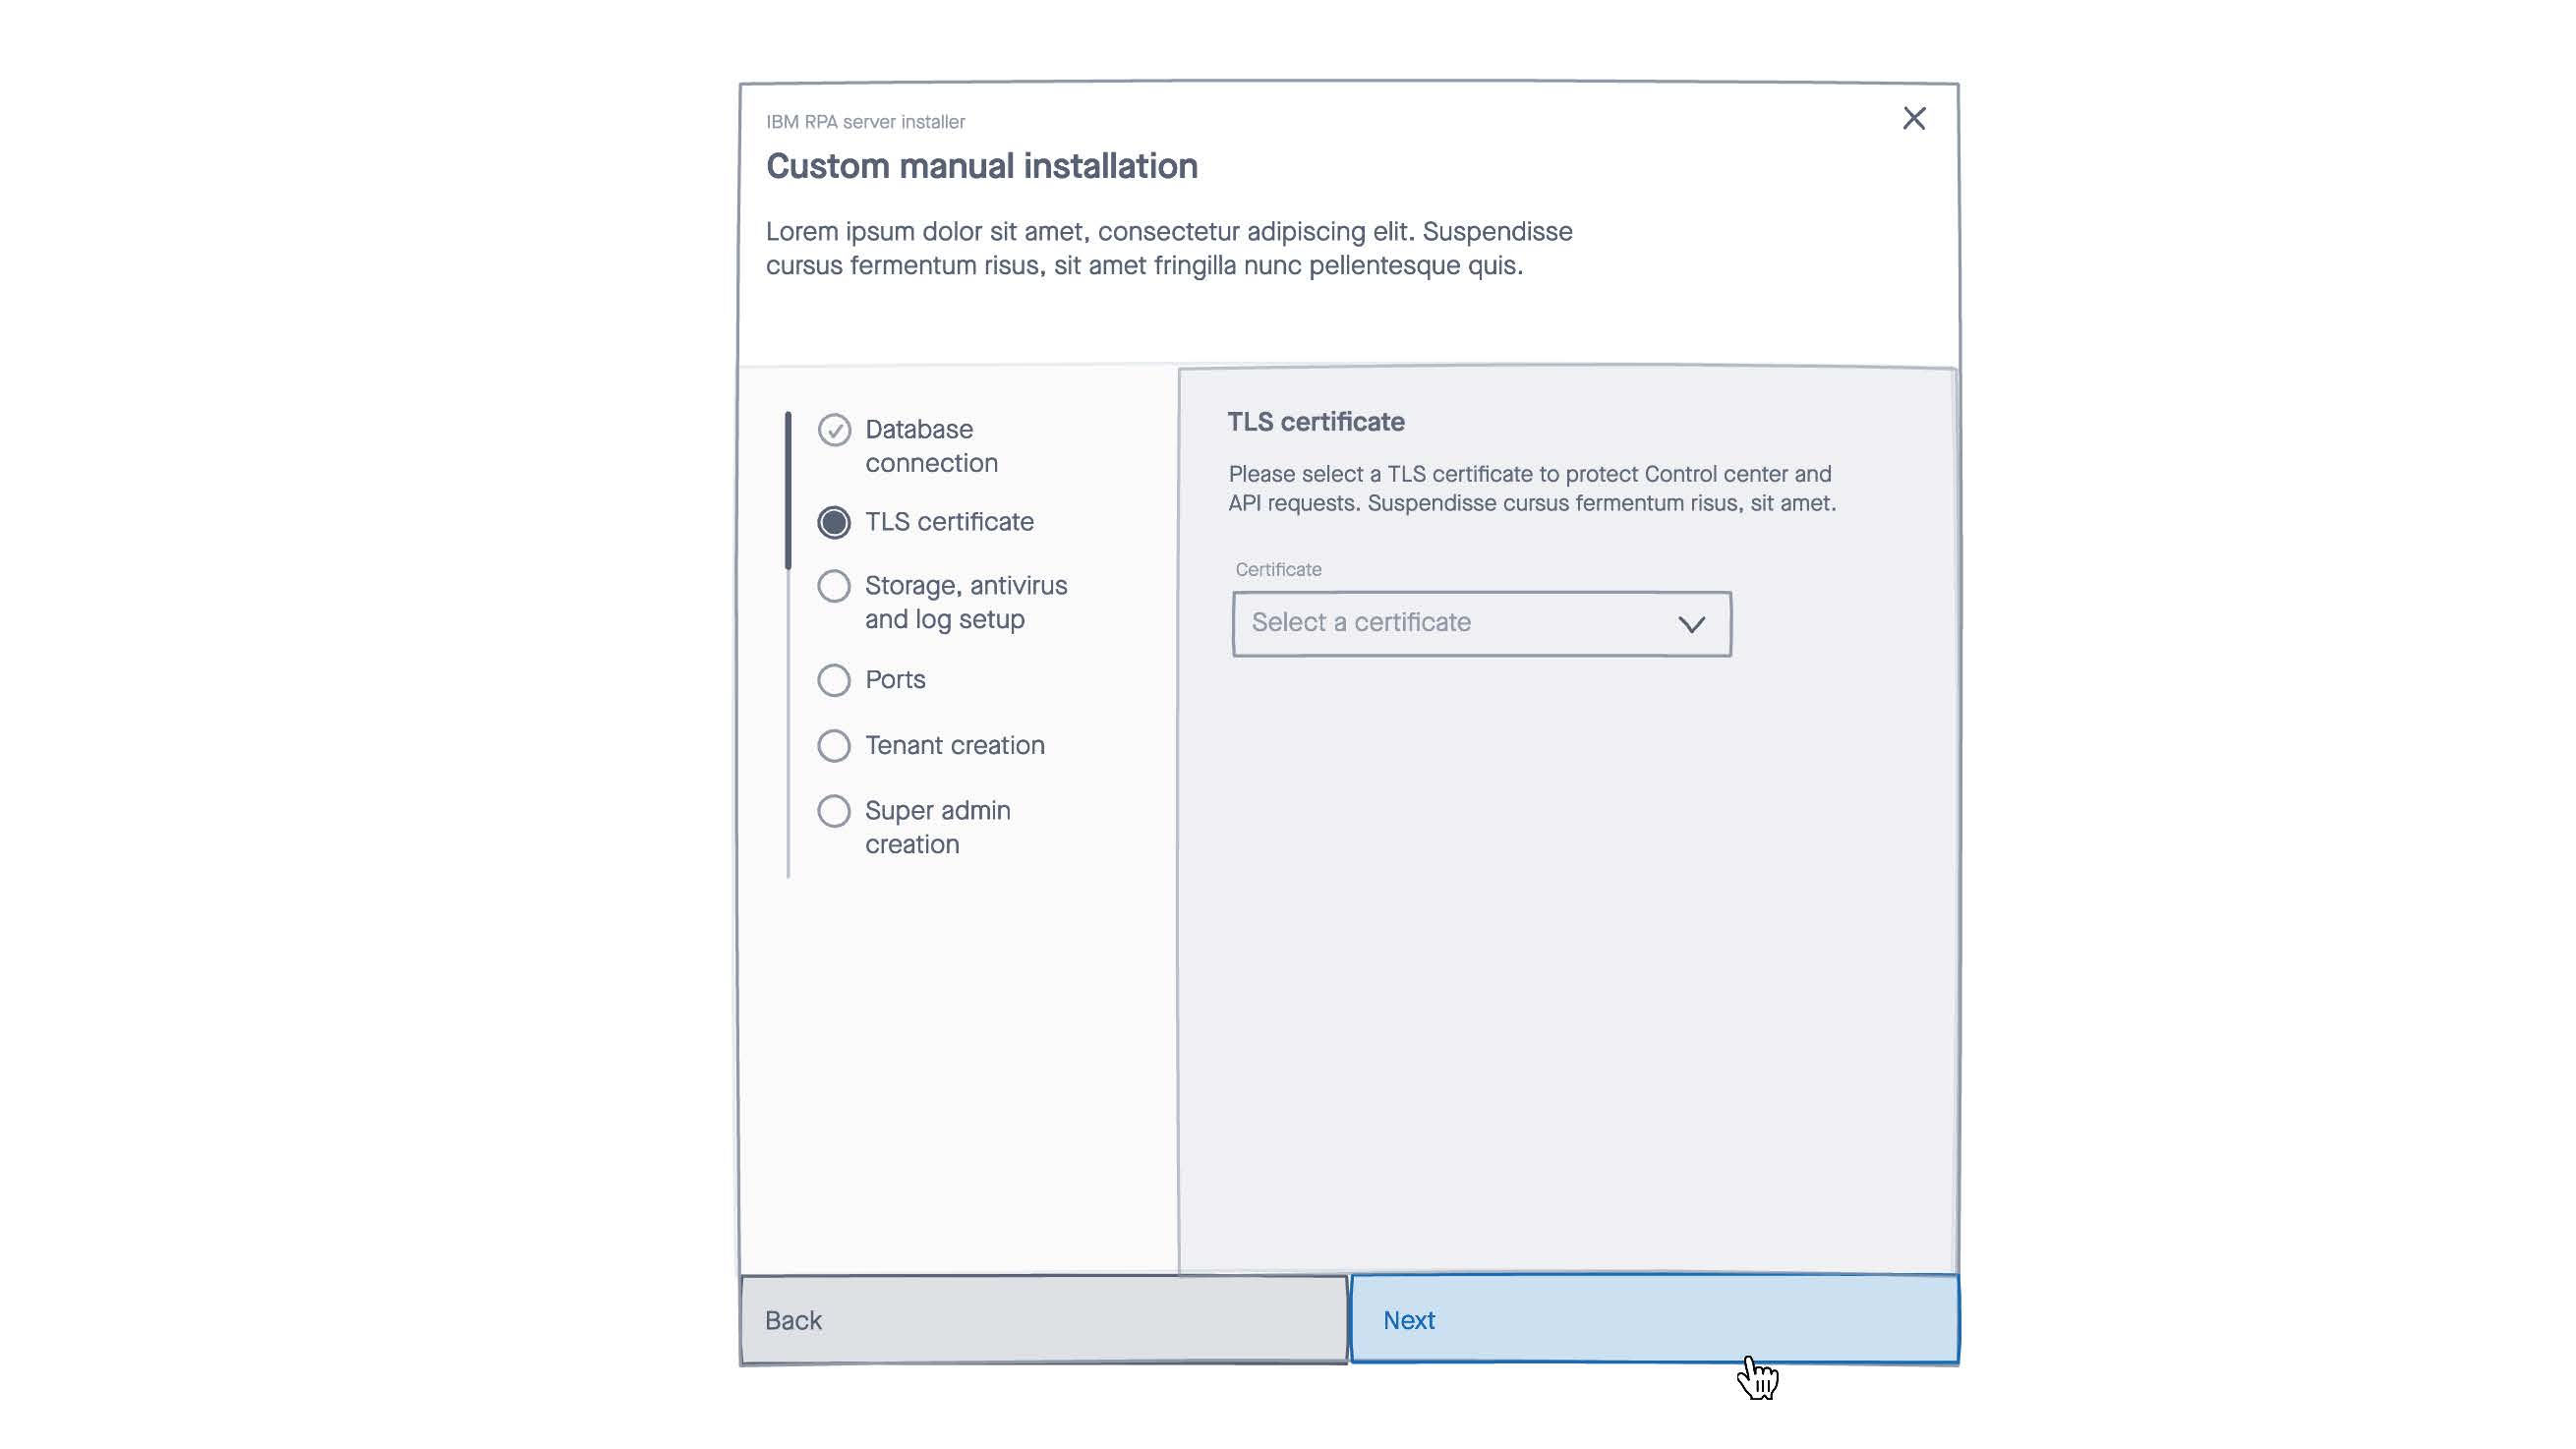 IBM RPA server installer
Custom manual installation
Lorem ipsum dolor sit amet, consectetur adipiscing elit. Suspendisse
cursus fermentum risus, sit amet fringilla nunc pellentesque quis.
Database
connection
TLS certificate
Storage, antivirus
and log setup
Ports
Tenant creation
Super admin
creation
TLS certificate
Please select a TLS certificate to protect Control center and
API requests. Suspendisse cursus fermentum risus, sit amet.
Certificate
Select a certificate
Back
Next